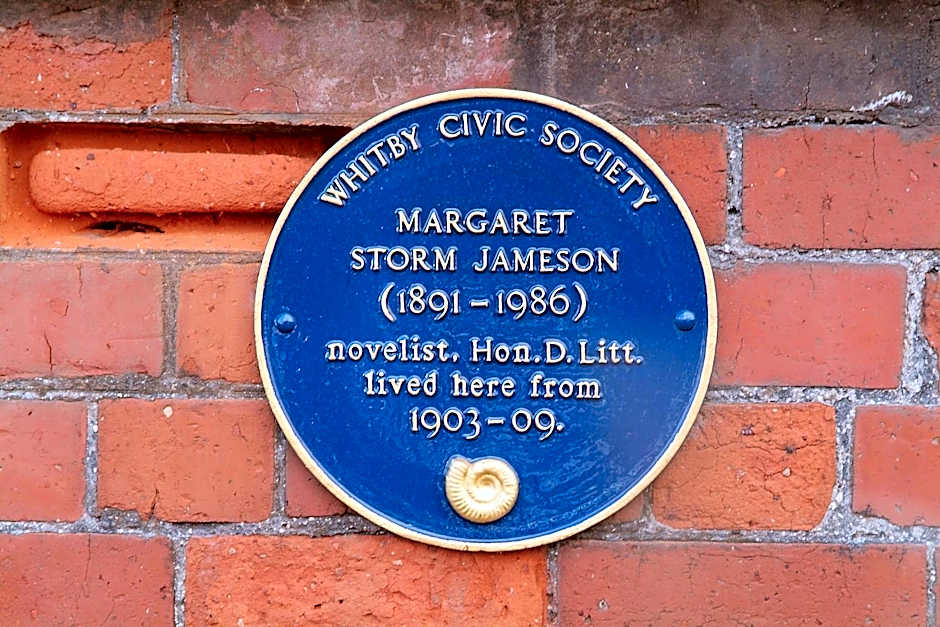 WHITBY CIVIC SOCIETY
MARGARET
STORM JAMESON
(1891-1986)
novelist, Hon.D.Litt.
lived here from
1903-09.